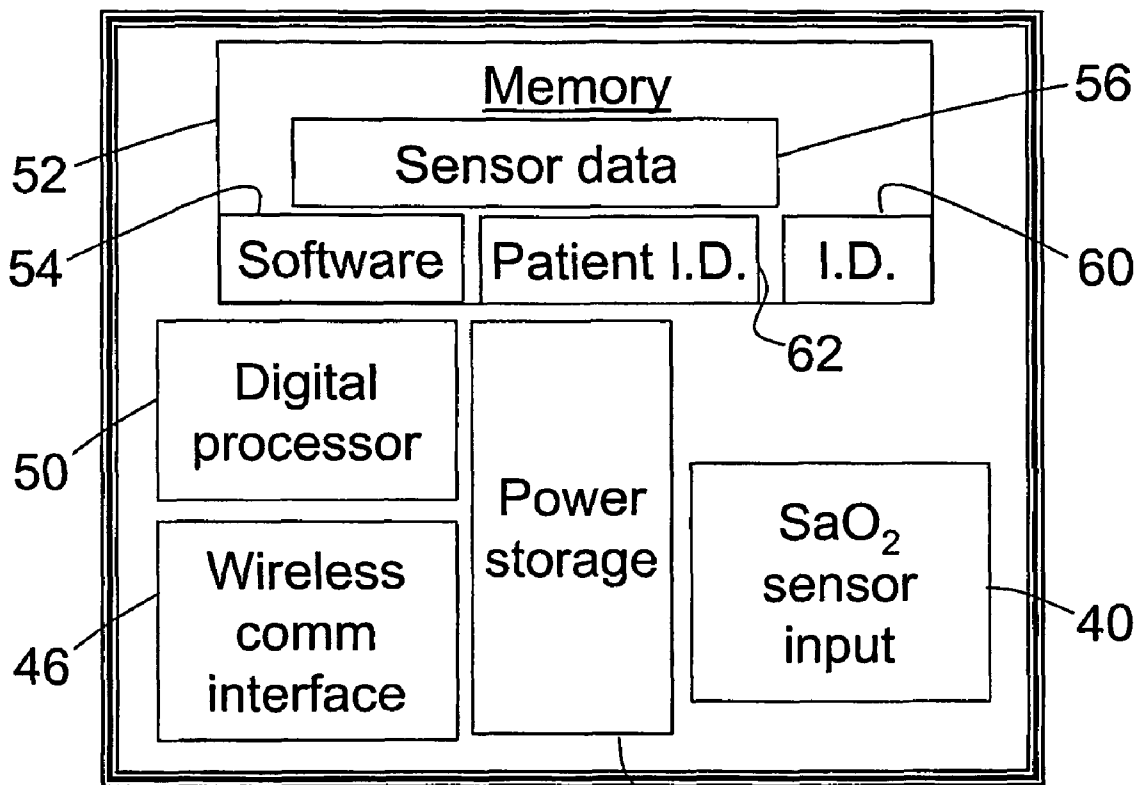 Memory
56
Sensor data
52
54
Software
Patient I.D.
I.D.
60
62
Digital
processor
50
Power
storage
SaO₂
sensor
input
40
Wireless
comm
interface
46